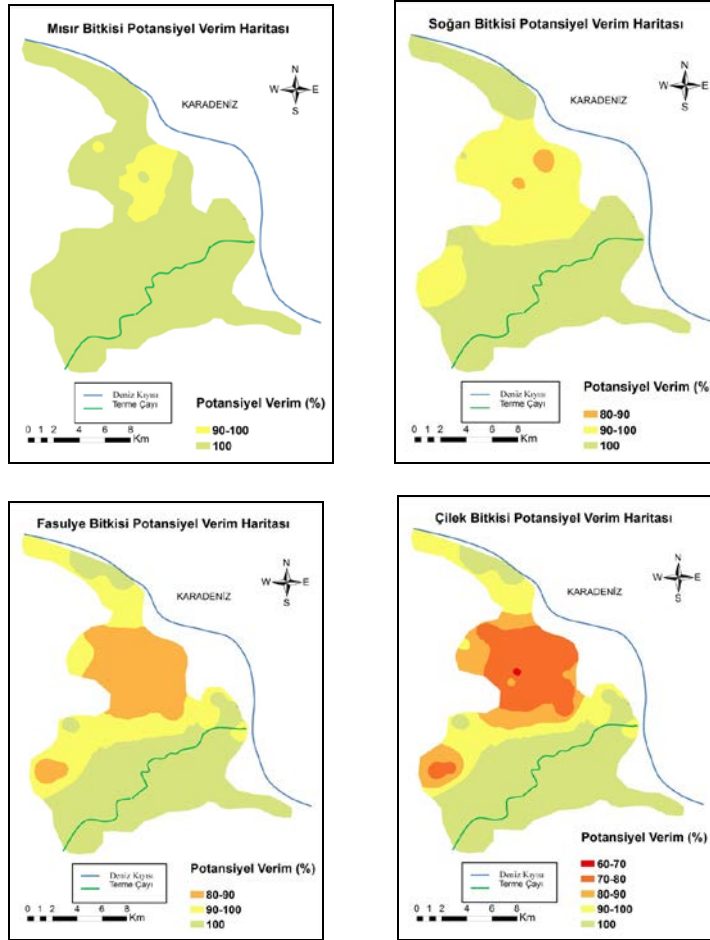 Mısır Bitkisi Potansiyel Verim Haritası
N
W E
S
KARADENİZ
Deniz Kıyısı
Terme Çayı
0 1 2 4 6 8
Km
Potansiyel Verim (%)
90-100
100
Soğan Bitkisi Potansiyel Verim Haritası
N
W E
S
KARADENİZ
Deniz Kıyısı
Terme Çayı
0 1 2 4 6 8
Km
Potansiyel Verim (%)
80-90
90-100
100
Fasulye Bitkisi Potansiyel Verim Haritası
N
W E
S
KARADENİZ
Deniz Kıyısı
Terme Çayı
0 1 2 4 6 8
Km
Potansiyel Verim (%)
80-90
90-100
100
Çilek Bitkisi Potansiyel Verim Haritası
N
W E
S
KARADENİZ
Deniz Kıyısı
Terme Çayı
0 1 2 4 6 8
Km
Potansiyel Verim (%)
60-70
70-80
80-90
90-100
100